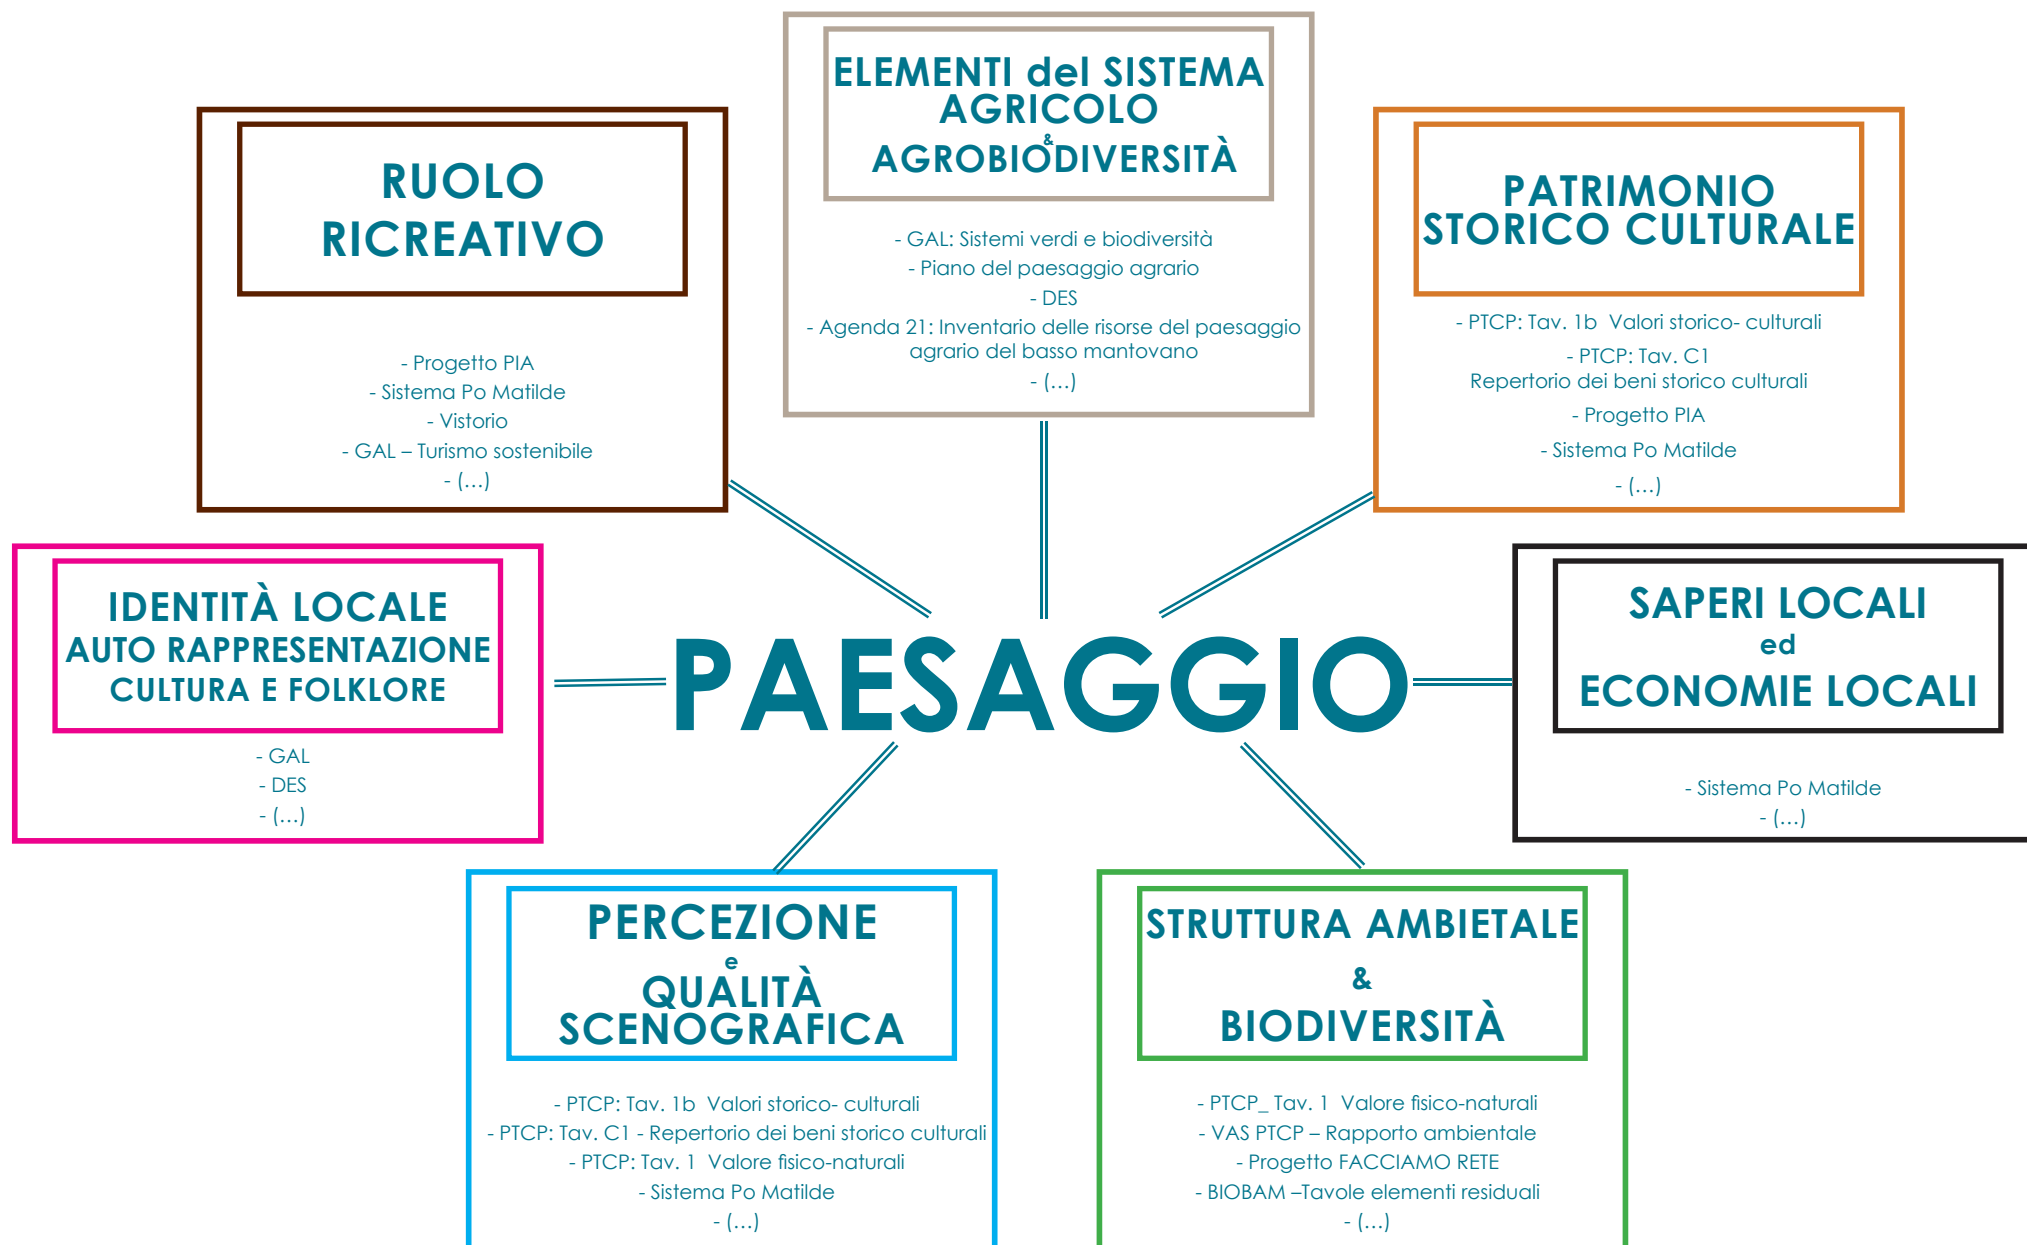 ELEMENTI del SISTEMA
AGRICOLO
&
AGROBIODIVERSITÀ
- GAL: Sistemi verdi e biodiversità
- Piano del paesaggio agrario
- DES
- Agenda 21: Inventario delle risorse del paesaggio
agrario del basso mantovano
- (...)
RUOLO
RICREATIVO
- Progetto PIA
- Sistema Po Matilde
- Vistorio
- GAL – Turismo sostenibile
- (...)
PATRIMONIO
STORICO CULTURALE
- PTCP: Tav. 1b Valori storico- culturali
- PTCP: Tav. C1
Repertorio dei beni storico culturali
- Progetto PIA
- Sistema Po Matilde
- (...)
IDENTITÀ LOCALE
AUTO RAPPRESENTAZIONE
CULTURA E FOLKLORE
- GAL
- DES
- (...)
PAESAGGIO
SAPERI LOCALI
ed
ECONOMIE LOCALI
- Sistema Po Matilde
- (...)
PERCEZIONE
e
QUALITÀ
SCENOGRAFICA
- PTCP: Tav. 1b Valori storico- culturali
- PTCP: Tav. C1 - Repertorio dei beni storico culturali
- PTCP: Tav. 1 Valore fisico-naturali
- Sistema Po Matilde
- (...)
STRUTTURA AMBIETALE
&
BIODIVERSITÀ
- PTCP_ Tav. 1 Valore fisico-naturali
- VAS PTCP – Rapporto ambientale
- Progetto FACCIAMO RETE
- BIOBAM –Tavole elementi residuali
- (...)